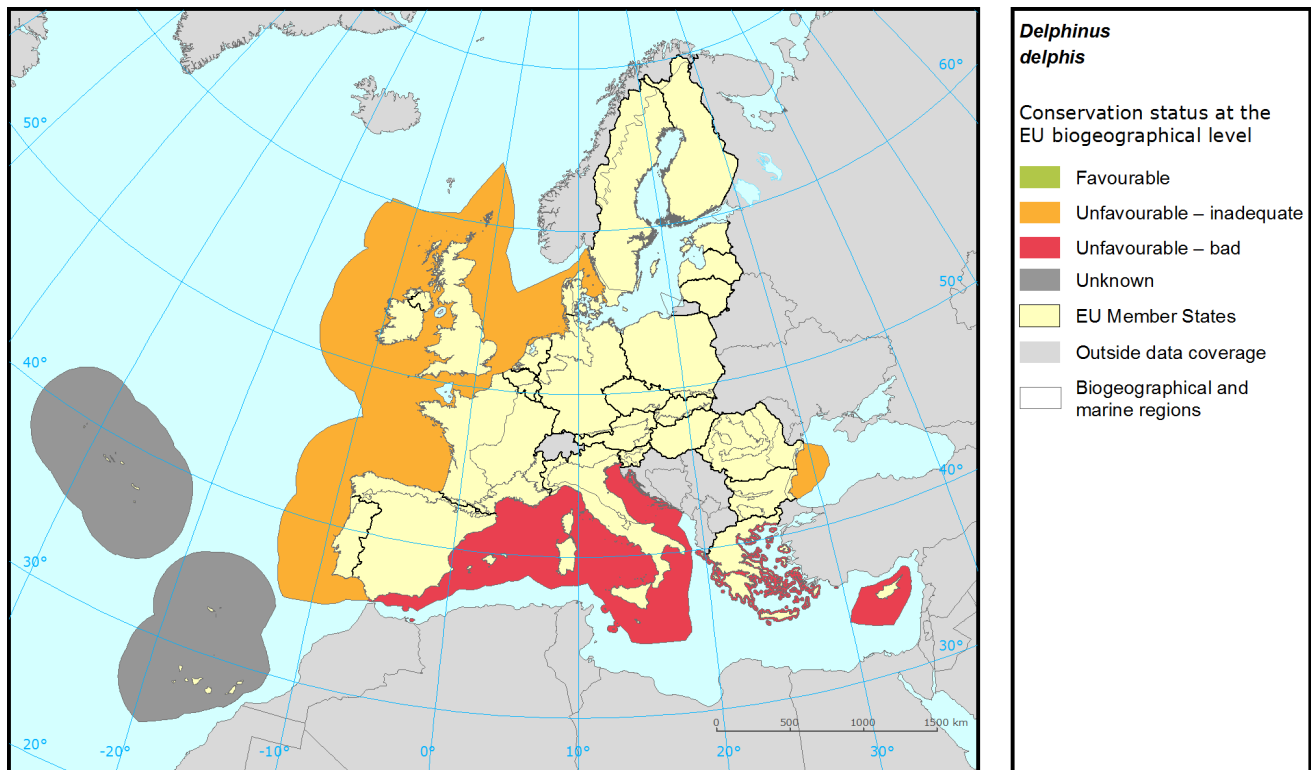 Delphinus
delphis
Conservation status at the
EU biogeographical level
Favourable
Unfavourable – inadequate
Unfavourable – bad
Unknown
EU Member States
Outside data coverage
Biogeographical and
marine regions
60°
50°
50°
40°
40°
30°
30°
20°
-20°
-10°
0°
10°
20°
30°
0
500
1000
1500 km